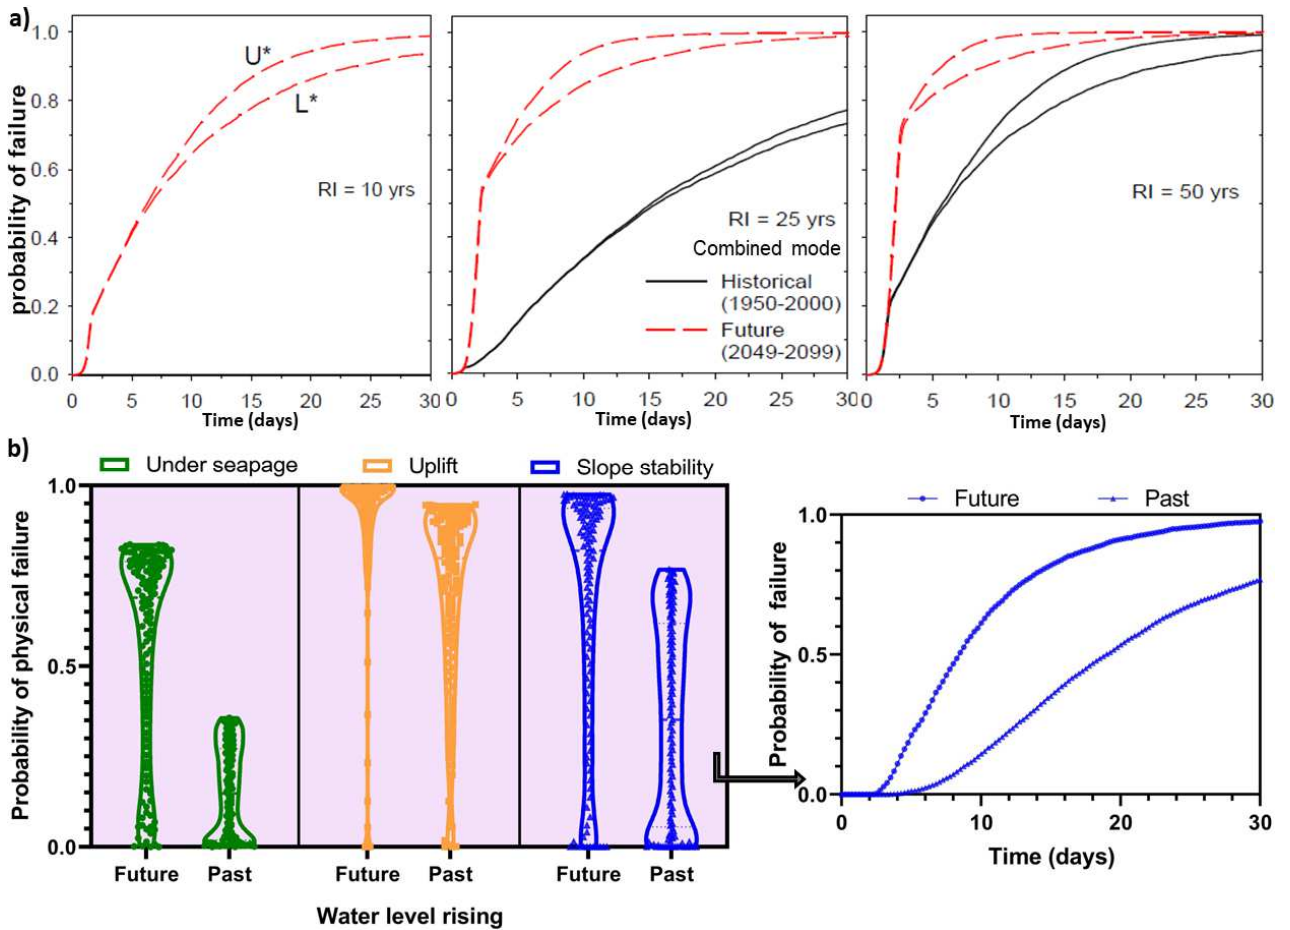 a)
probability of failure
1.0
0.8
0.6
0.4
0.2
0.0
U*
L*
RI = 10 yrs
0 5 10 15 20 25 30
Time (days)
RI = 25 yrs
Combined mode
Historical
(1950-2000)
Future
(2049-2099)
0 5 10 15 20 25 30
Time (days)
RI = 50 yrs
0 5 10 15 20 25 30
Time (days)
b)
Under seepage
Uplift
Slope stability
Probability of physical failure
1.0
0.5
0.0
Future Past Future Past Future Past
Water level rising
Future
Past
Probability of failure
1.0
0.5
0.0
0 10 20 30
Time (days)